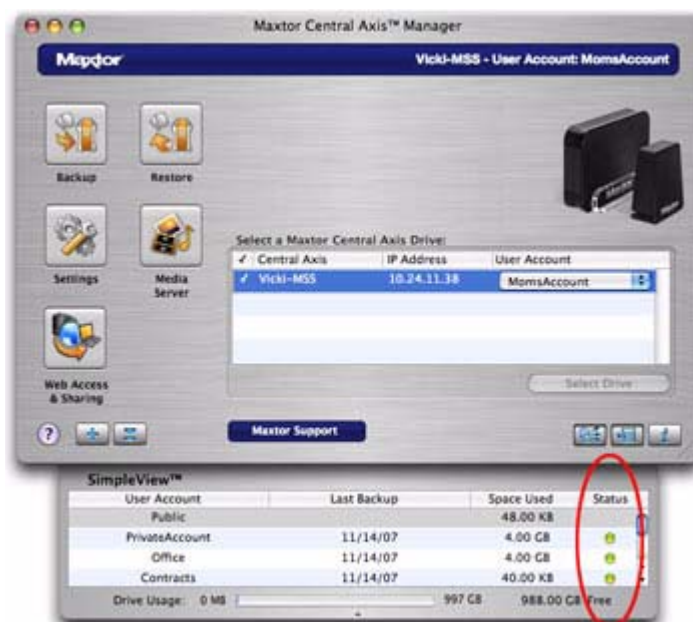 Maxtor Central Axis™ Manager
Maxtor
Vicki-MSS - User Account: MomsAccount
Backup
Restore
Settings
Media Server
Web Access & Sharing
Select a Maxtor Central Axis Drive:
✓ Central Axis IP Address User Account
✓ Vicki-MSS 10.24.11.38 MomsAccount
Select Drive
? Maxtor Support i
SimpleView™
User Account Last Backup Space Used Status
Public 48.00 KB
PrivateAccount 11/14/07 4.00 GB
Office 11/14/07 4.00 GB
Contracts 11/14/07 40.00 KB
Drive Usage: 0 MB 997 GB 988.00 GB Free